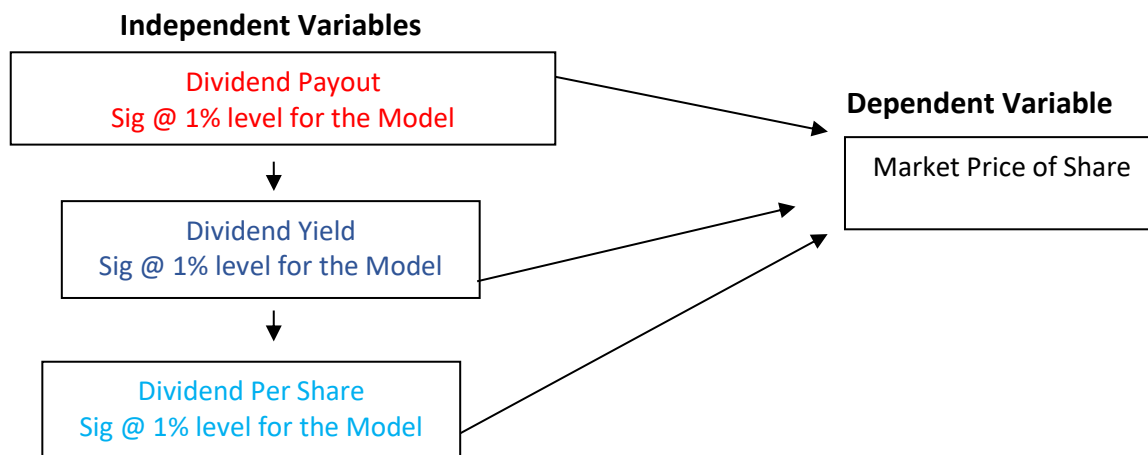 Independent Variables
Dividend Payout
Sig @ 1% level for the Model
Dependent Variable
Market Price of Share
Dividend Yield
Sig @ 1% level for the Model
Dividend Per Share
Sig @ 1% level for the Model